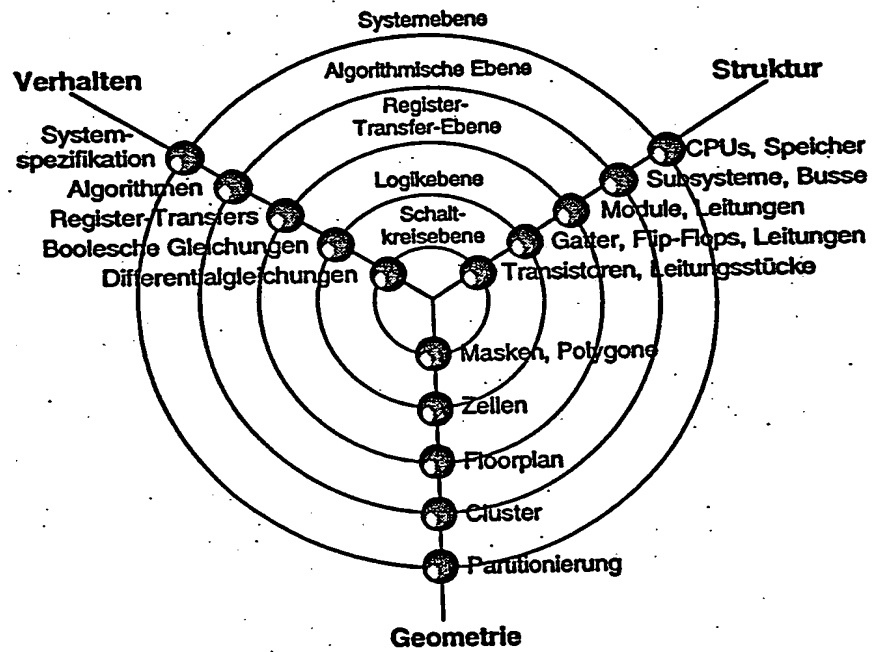 Systemebene
Verhalten
Algorithmische Ebene
Struktur
Register-
Transfer-Ebene
System-
spezifikation
CPUs, Speicher
Algorithmen
Logikebene
Subsysteme, Busse
Register-Transfers
Schalt-
kreisebene
Module, Leitungen
Boolesche Gleichungen
Gatter, Flip-Flops, Leitungen
Differentialgleichungen
Transistoren, Leitungsstücke
Masken, Polygone
Zellen
Floorplan
Cluster
Partitionierung
Geometrie